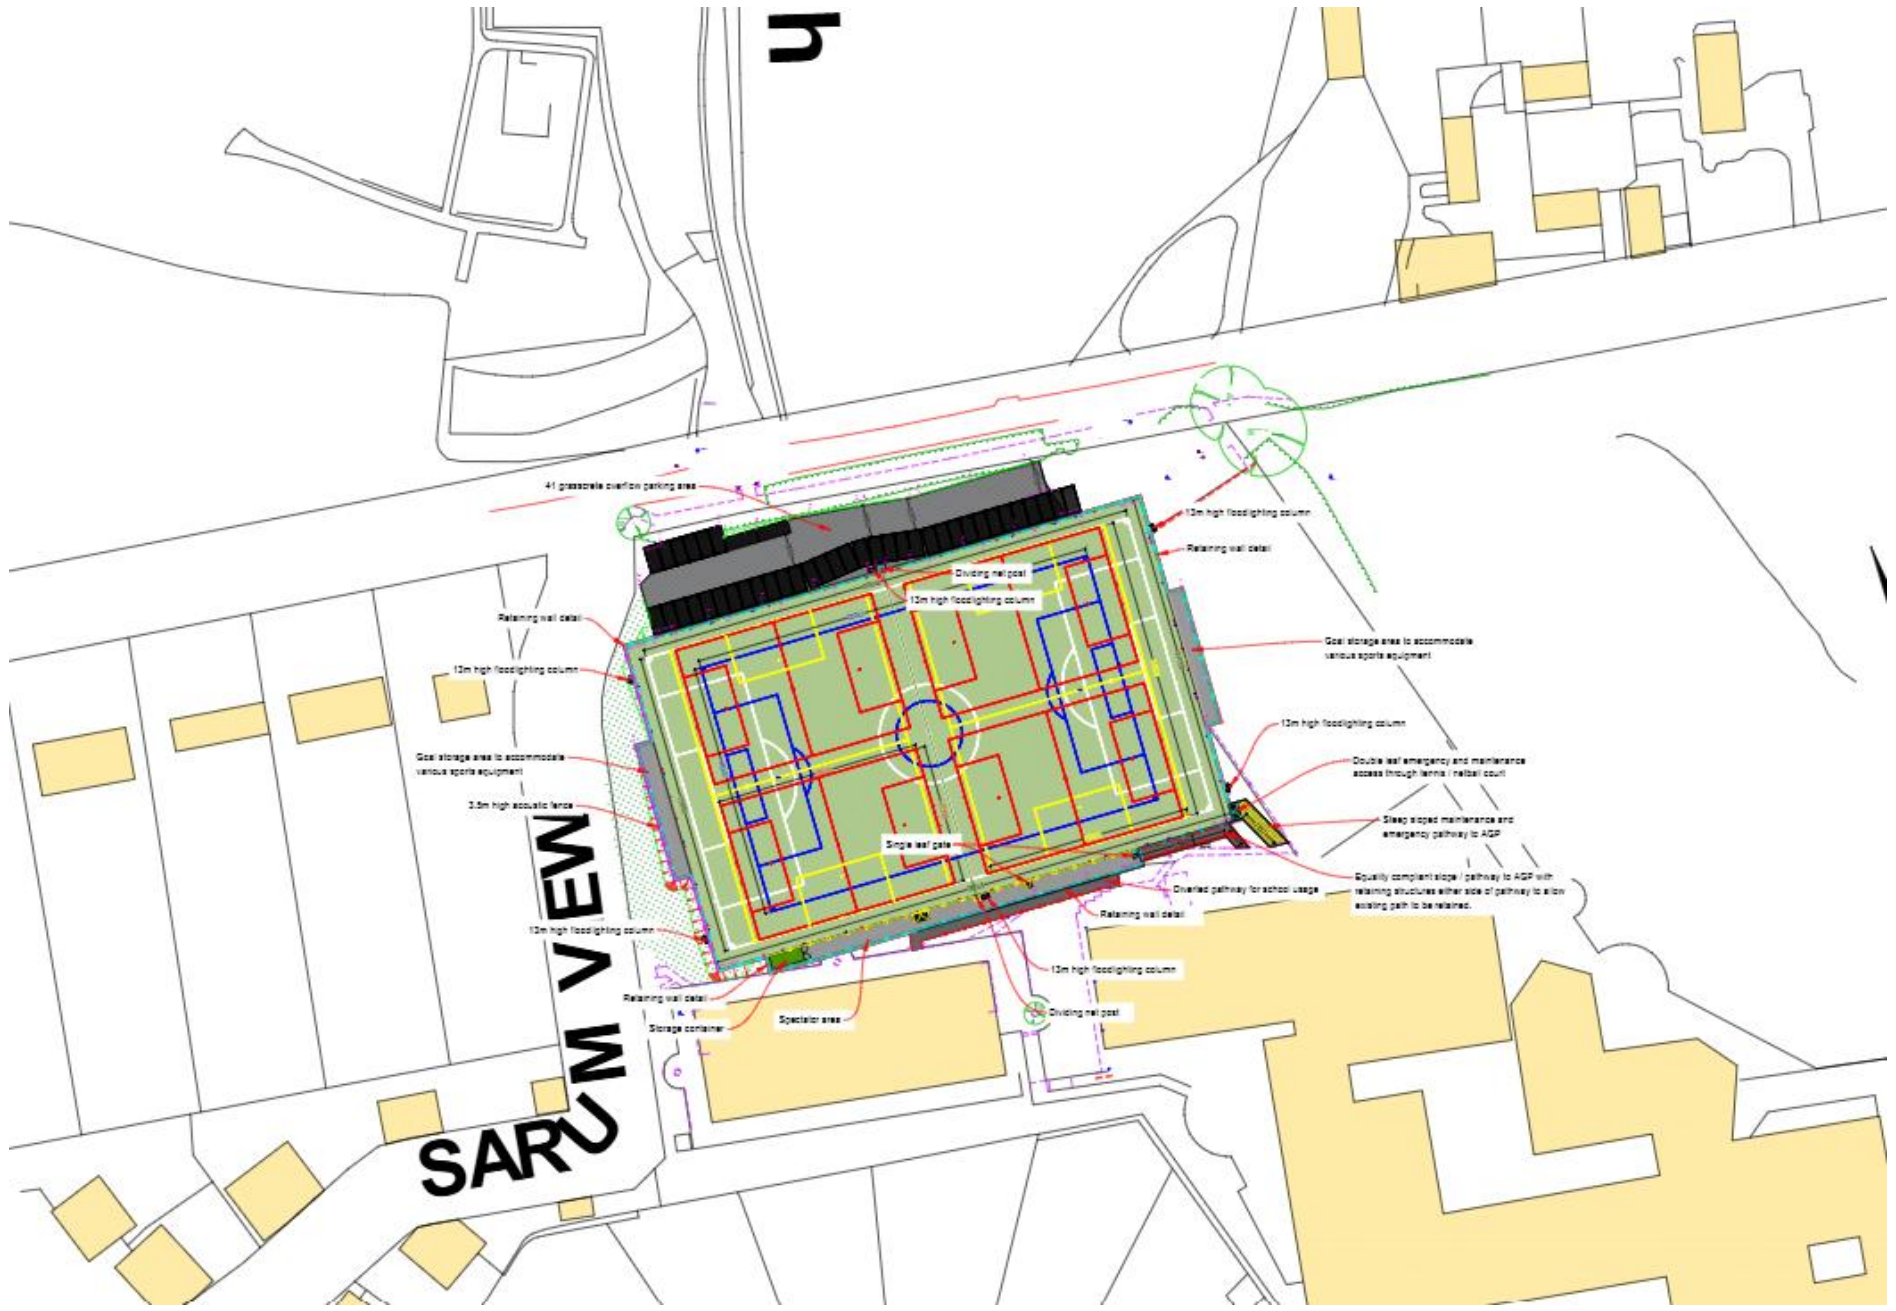 h
41 grasscrete overflow parking area
13m high floodlighting column
Retaining wall detail
Dividing net post
13m high floodlighting column
Retaining wall detail
Goal storage area to accommodate
various sports equipment
13m high floodlighting column
13m high floodlighting column
Goal storage area to accommodate
various sports equipment
Double leaf emergency and maintenance
access through tennis / netball court
3.5m high acoustic fence
Steep sloped maintenance and
emergency pathway to AGP
Single leaf gate
Equality compliant slope / pathway to AGP with
retaining structures either side of pathway to allow
existing path to be retained.
Diverted pathway for school usage
Retaining wall detail
13m high floodlighting column
13m high floodlighting column
Retaining wall detail
Dividing net post
Spectator area
Storage container
SARUM VIEW